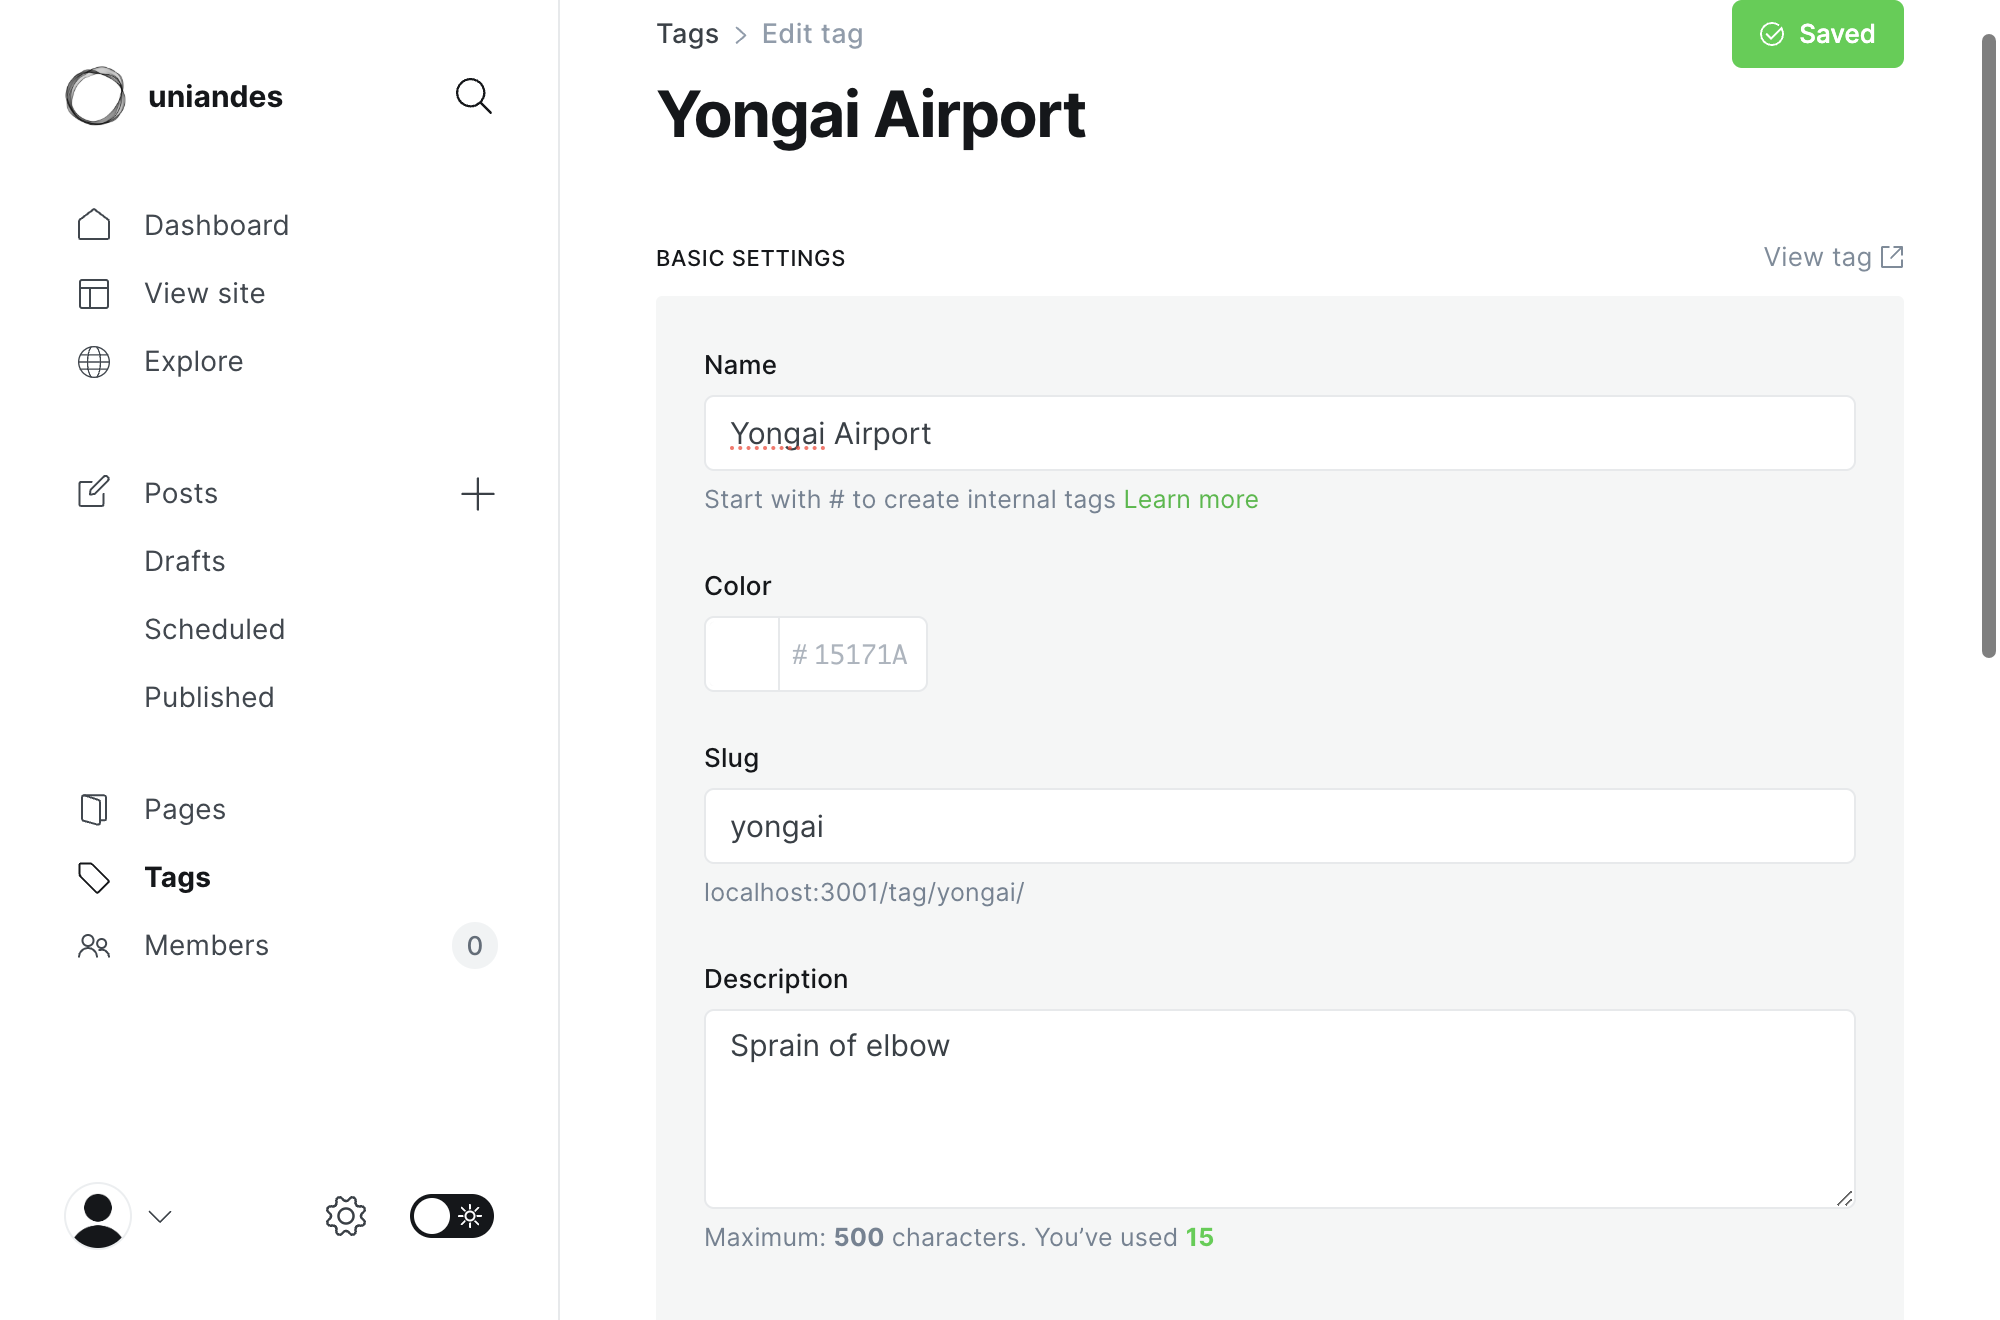 uniandes
Dashboard
View site
Explore
Posts
Drafts
Scheduled
Published
Pages
Tags
Members
0
Tags > Edit tag
Saved
Yongai Airport
BASIC SETTINGS
View tag
Name
Yongai Airport
Start with # to create internal tags Learn more
Color
# 15171A
Slug
yongai
localhost:3001/tag/yongai/
Description
Sprain of elbow
Maximum: 500 characters. You’ve used 15